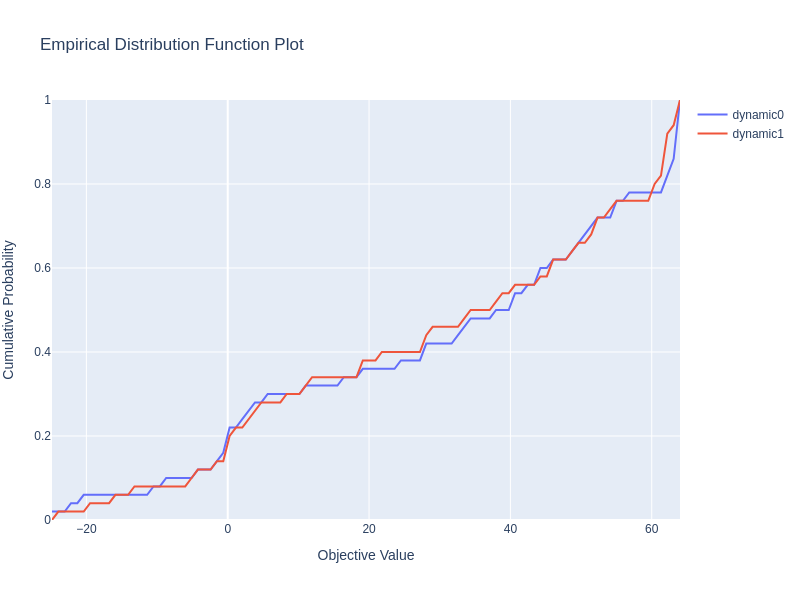 Empirical Distribution Function Plot
1
0.8
0.6
0.4
0.2
0
−20
0
20
40
60
Objective Value
Cumulative Probability
dynamic0
dynamic1